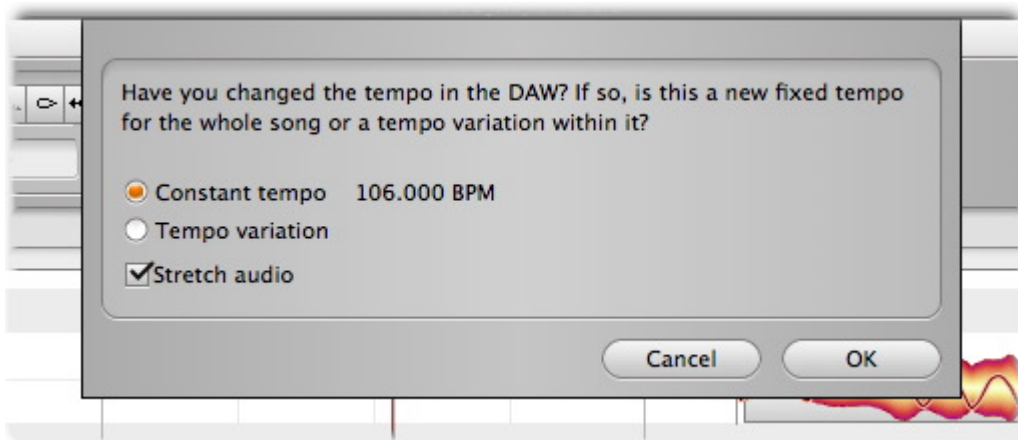 Have you changed the tempo in the DAW? If so, is this a new fixed tempo
for the whole song or a tempo variation within it?
Constant tempo 106.000 BPM
Tempo variation
Stretch audio
Cancel OK